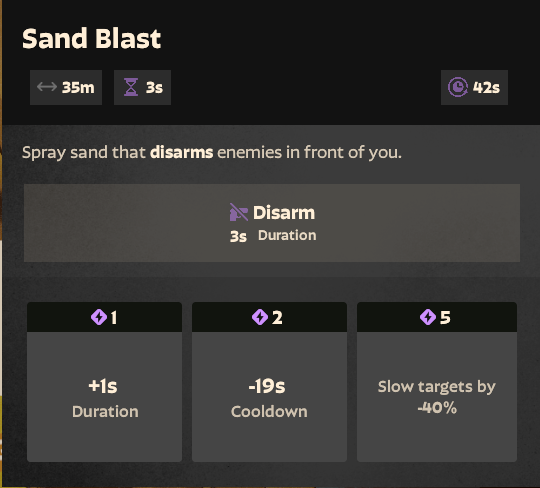 Sand Blast
35m 3s 42s
Spray sand that disarms enemies in front of you.
Disarm
3s Duration
1 2 5
+1s
Duration
-19s
Cooldown
Slow targets by
-40%